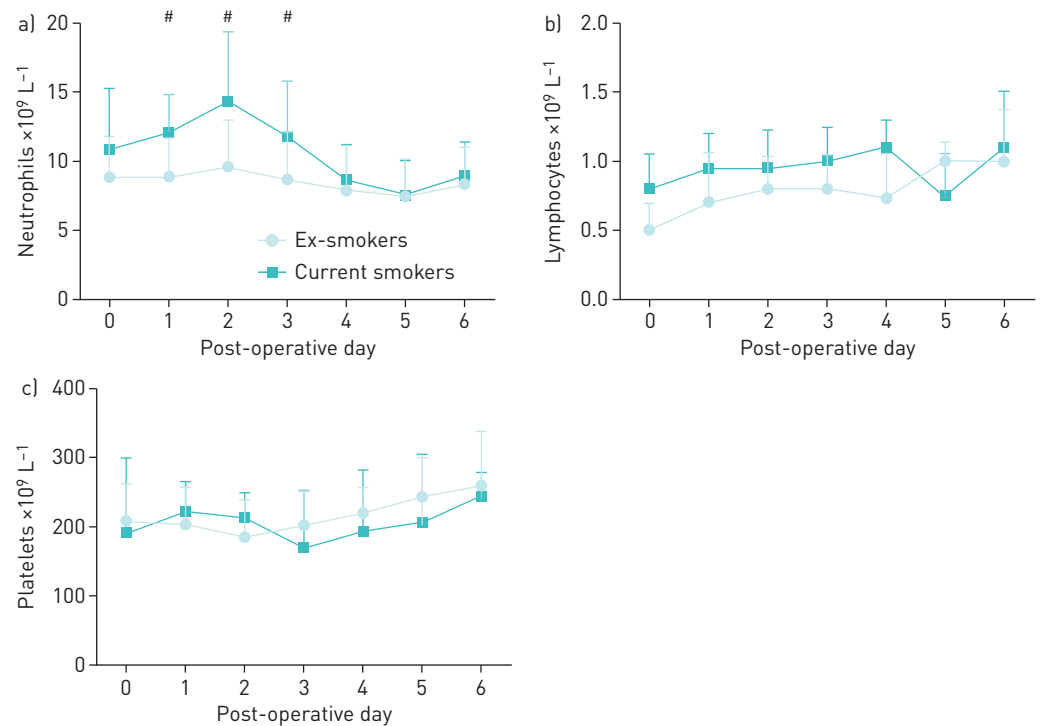 a)
Neutrophils ×10⁹ L⁻¹
20
15
10
5
0
# # #
Ex-smokers
Current smokers
0 1 2 3 4 5 6
Post-operative day
b)
Lymphocytes ×10⁹ L⁻¹
2.0
1.5
1.0
0.5
0.0
0 1 2 3 4 5 6
Post-operative day
c)
Platelets ×10⁹ L⁻¹
400
300
200
100
0
0 1 2 3 4 5 6
Post-operative day